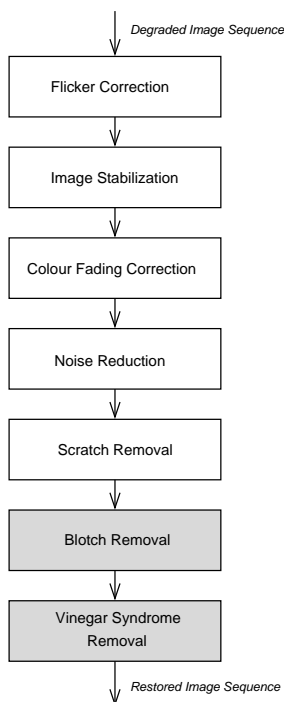 Degraded Image Sequence
Flicker Correction
Image Stabilization
Colour Fading Correction
Noise Reduction
Scratch Removal
Blotch Removal
Vinegar Syndrome
Removal
Restored Image Sequence